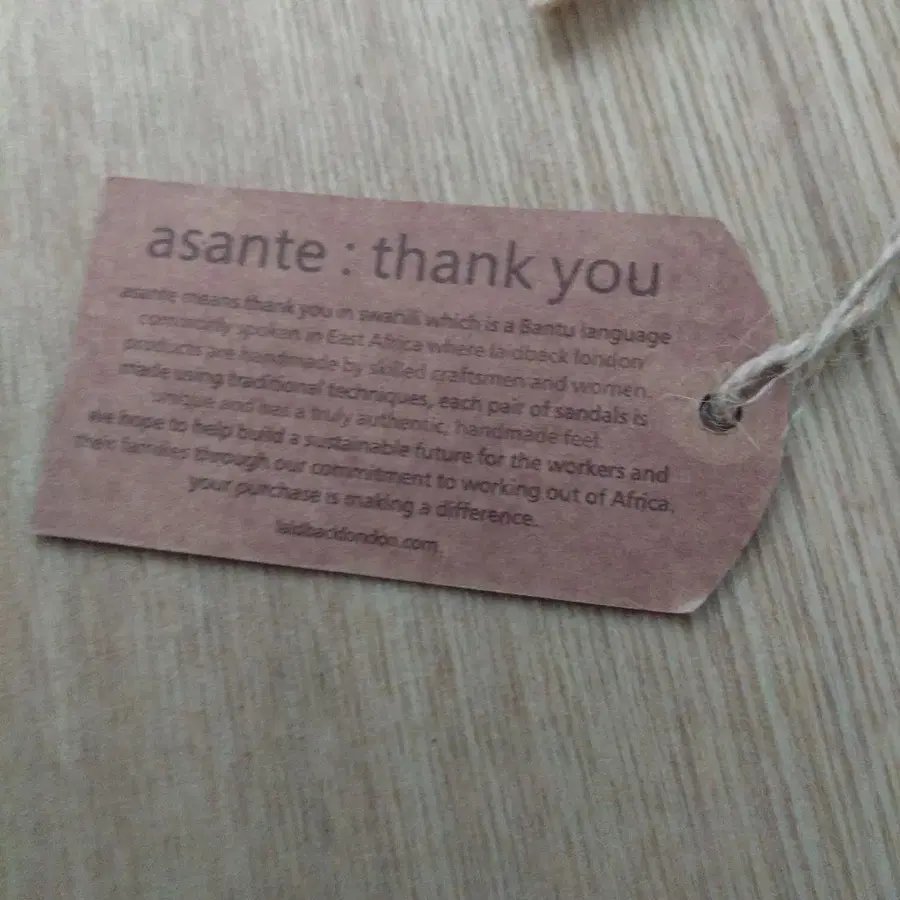 asante : thank you
asante means thank you in swahili which is a Bantu language
commonly spoken in East Africa where laidback london
products are handmade by skilled craftsmen and women.
made using traditional techniques, each pair of sandals is
unique and has a truly authentic, handmade feel.
we hope to help build a sustainable future for the workers and
their families through our commitment to working out of Africa.
your purchase is making a difference.
laidbacklondon.com